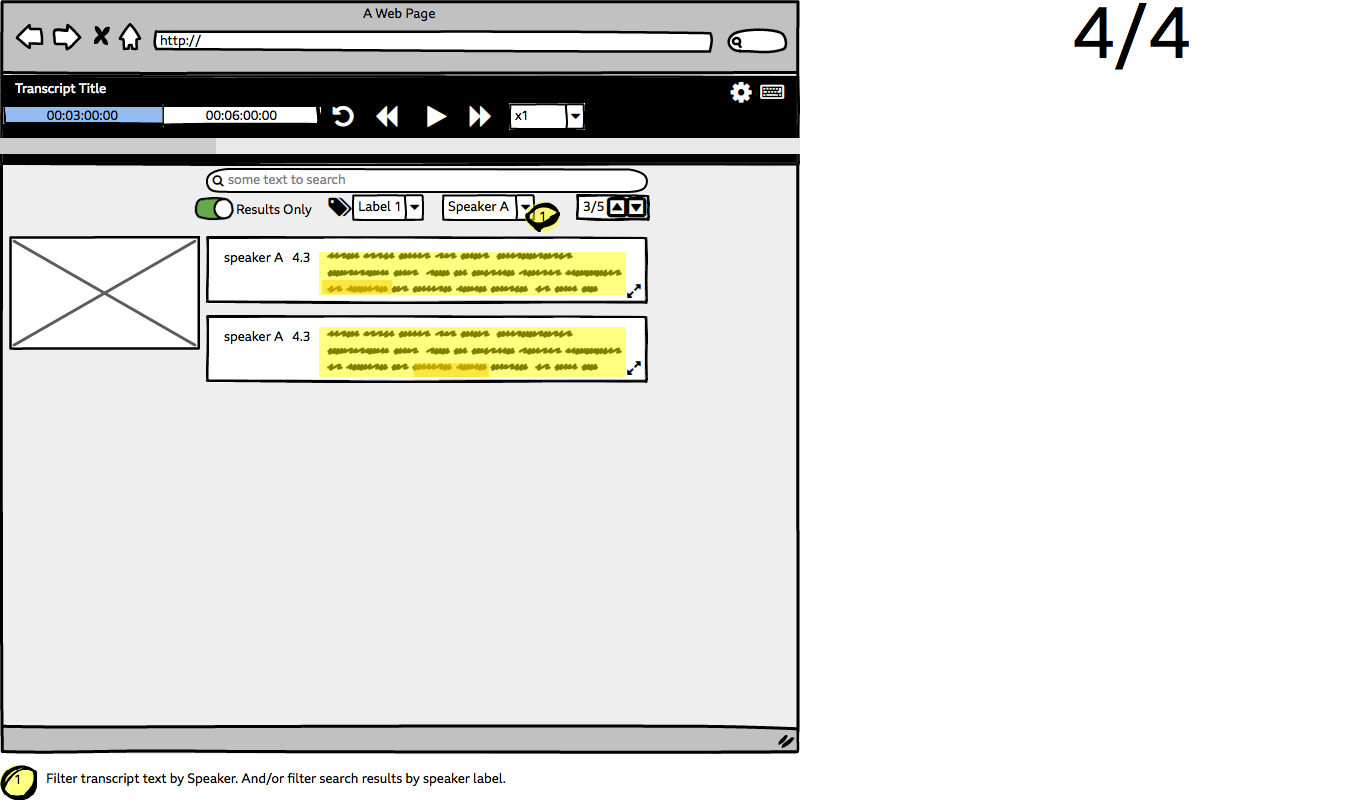 A Web Page
4/4
http://
Transcript Title
00:03:00:00 00:06:00:00 x1
some text to search
Results Only Label 1 Speaker A 1 3/5
speaker A 4.3
speaker A 4.3
1 Filter transcript text by Speaker. And/or filter search results by speaker label.